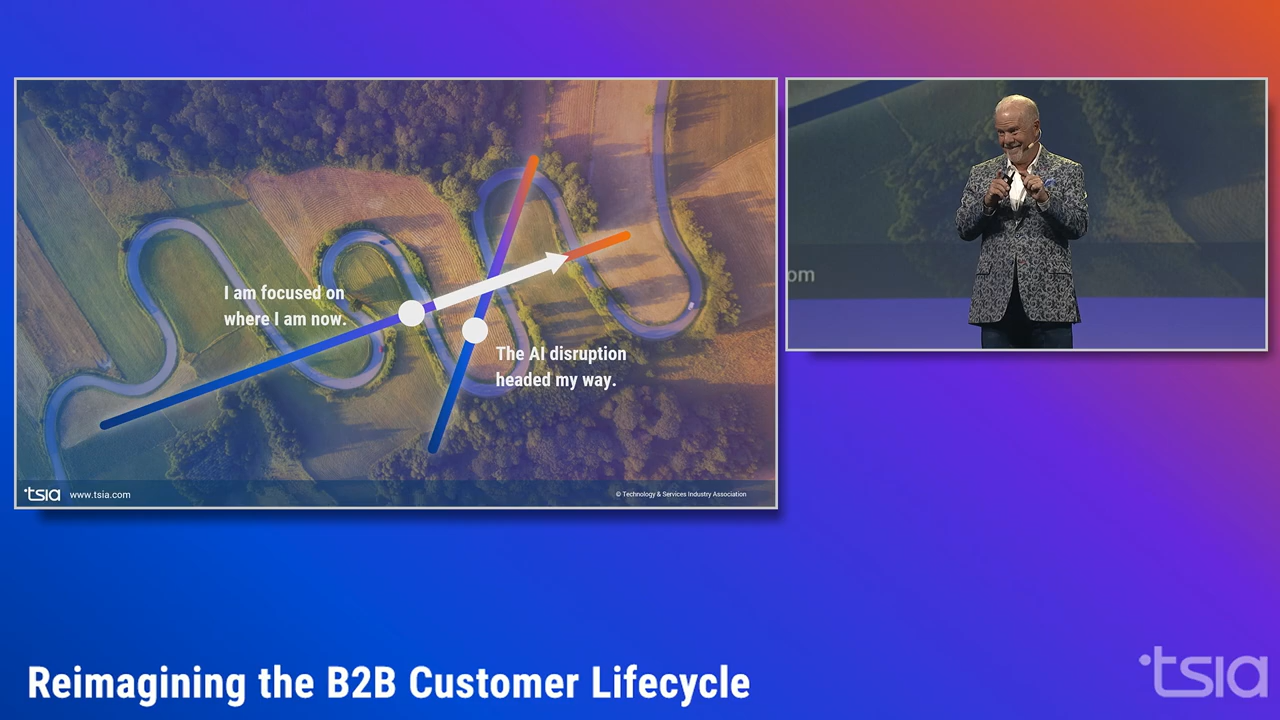 I am focused on
where I am now.
The AI disruption
headed my way.
tsia www.tsia.com
© Technology & Services Industry Association
om
Reimagining the B2B Customer Lifecycle
tsia